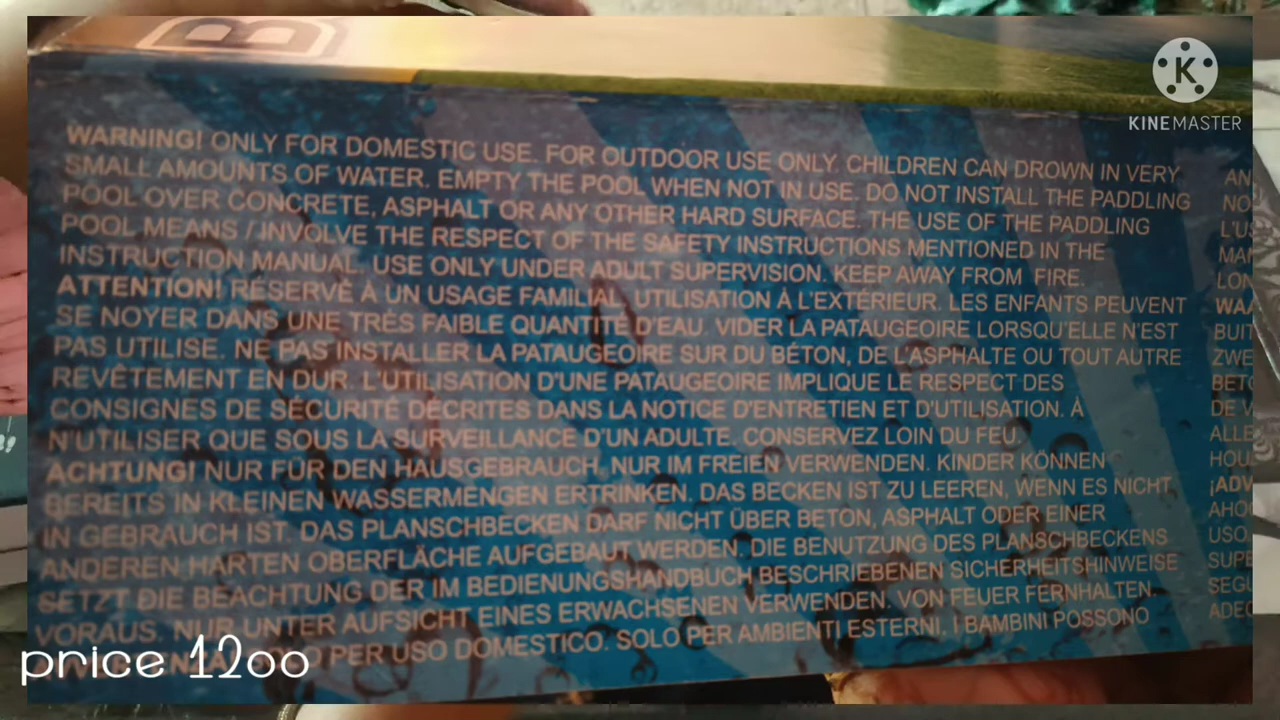 B
KINEMASTER
WARNING! ONLY FOR DOMESTIC USE. FOR OUTDOOR USE ONLY. CHILDREN CAN DROWN IN VERY
SMALL AMOUNTS OF WATER. EMPTY THE POOL WHEN NOT IN USE. DO NOT INSTALL THE PADDLING
POOL OVER CONCRETE, ASPHALT OR ANY OTHER HARD SURFACE. THE USE OF THE PADDLING
POOL MEANS / INVOLVE THE RESPECT OF THE SAFETY INSTRUCTIONS MENTIONED IN THE
INSTRUCTION MANUAL. USE ONLY UNDER ADULT SUPERVISION. KEEP AWAY FROM FIRE.
ATTENTION! RÉSERVÉ À UN USAGE FAMILIAL, UTILISATION À L'EXTÉRIEUR. LES ENFANTS PEUVENT
SE NOYER DANS UNE TRÈS FAIBLE QUANTITÉ D'EAU. VIDER LA PATAUGEOIRE LORSQU'ELLE N'EST
PAS UTILISE. NE PAS INSTALLER LA PATAUGEOIRE SUR DU BÉTON, DE L'ASPHALTE OU TOUT AUTRE
REVÊTEMENT EN DUR. L'UTILISATION D'UNE PATAUGEOIRE IMPLIQUE LE RESPECT DES
CONSIGNES DE SÉCURITÉ DÉCRITES DANS LA NOTICE D'ENTRETIEN ET D'UTILISATION. À
N'UTILISER QUE SOUS LA SURVEILLANCE D'UN ADULTE. CONSERVEZ LOIN DU FEU.
ACHTUNG! NUR FÜR DEN HAUSGEBRAUCH, NUR IM FREIEN VERWENDEN. KINDER KÖNNEN
BEREITS IN KLEINEN WASSERMENGEN ERTRINKEN. DAS BECKEN IST ZU LEEREN, WENN ES NICHT
IN GEBRAUCH IST. DAS PLANSCHBECKEN DARF NICHT ÜBER BETON, ASPHALT ODER EINER
ANDEREN HARTEN OBERFLÄCHE AUFGEBAUT WERDEN. DIE BENUTZUNG DES PLANSCHBECKENS
SETZT DIE BEACHTUNG DER IM BEDIENUNGSHANDBUCH BESCHRIEBENEN SICHERHEITSHINWEISE
VORAUS. NUR UNTER AUFSICHT EINES ERWACHSENEN VERWENDEN. VON FEUER FERNHALTEN.
PER USO DOMESTICO. SOLO PER AMBIENTI ESTERNI, I BAMBINI POSSONO
price 1200